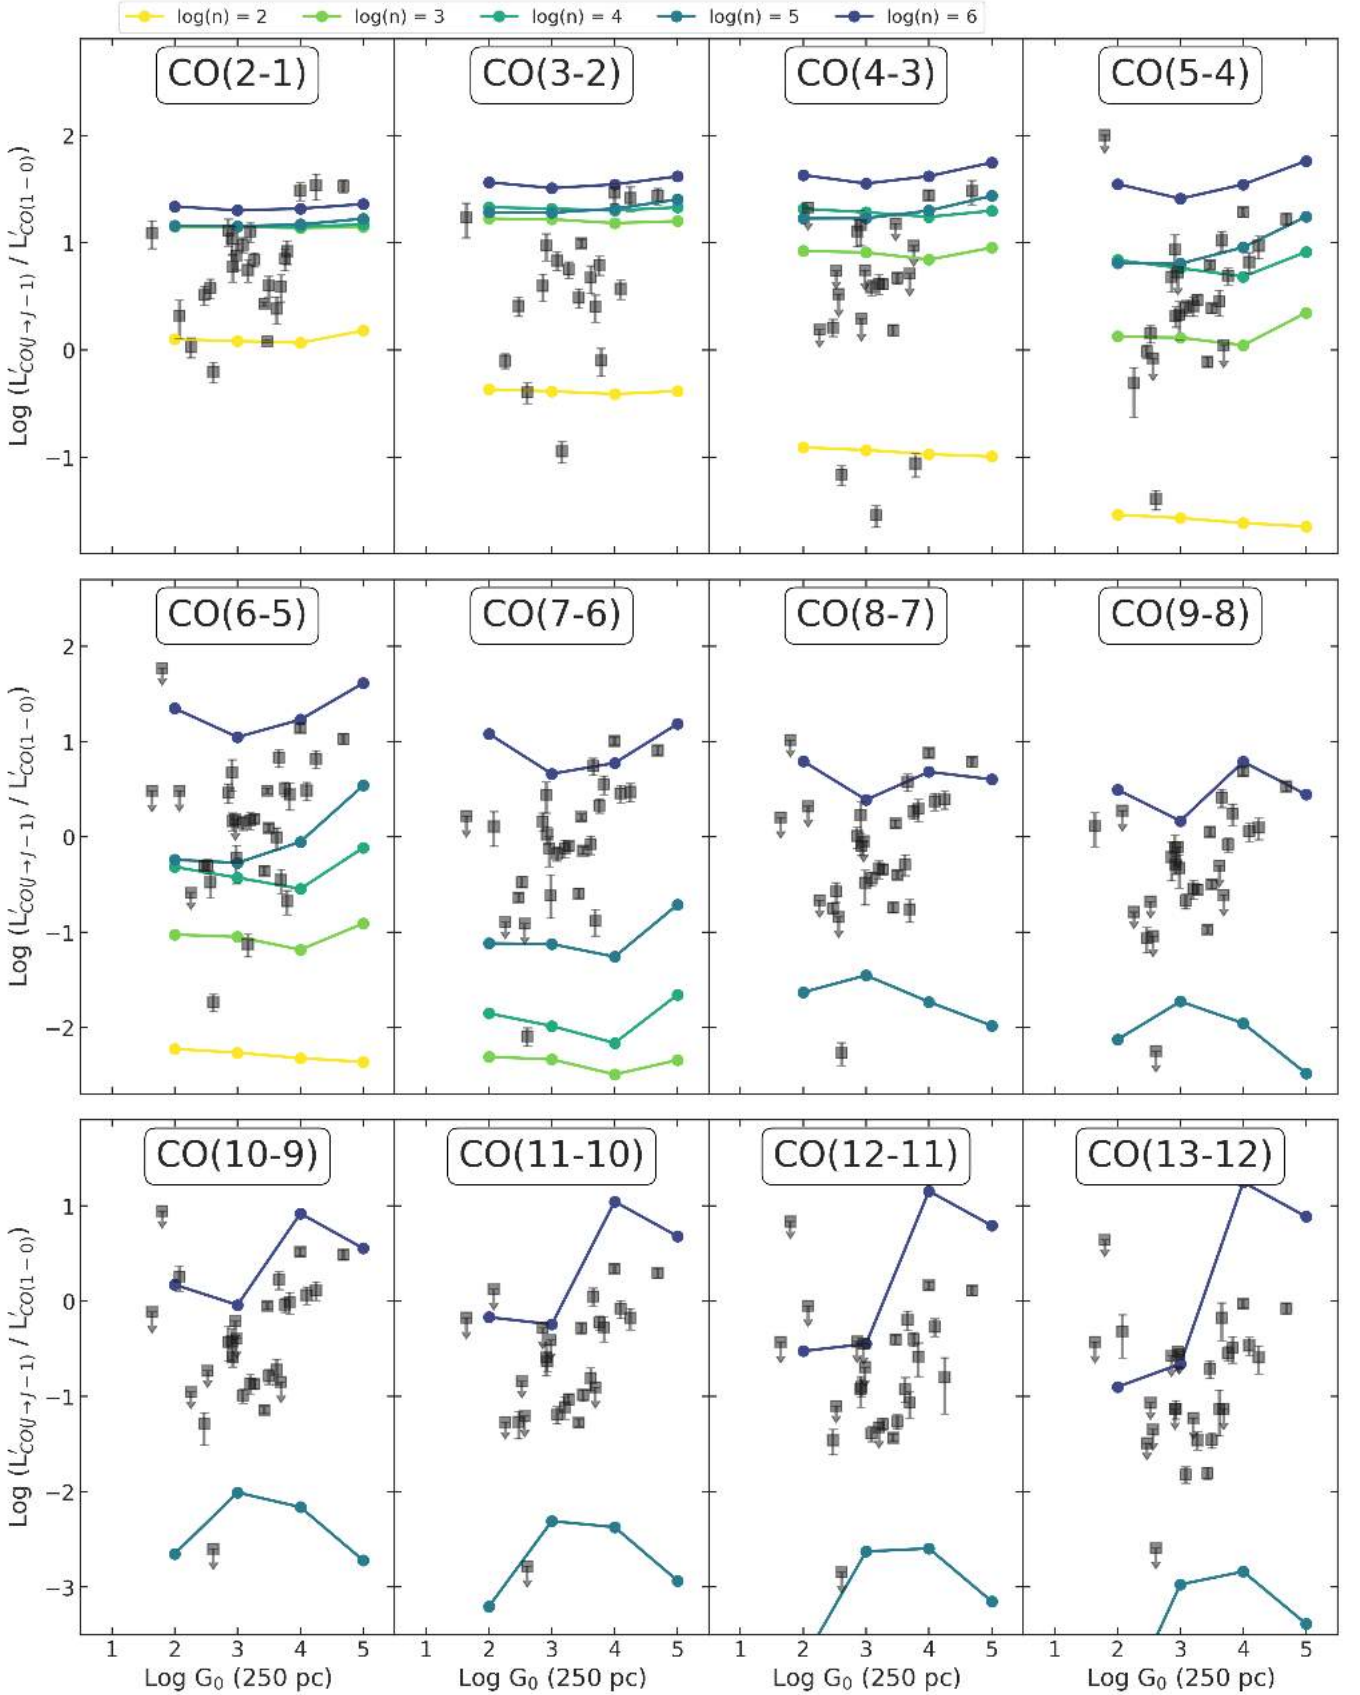 log(n) = 2 log(n) = 3 log(n) = 4 log(n) = 5 log(n) = 6
CO(2-1) CO(3-2) CO(4-3) CO(5-4)
2
1
0
−1
Log (L′CO(J→J−1) / L′CO(1−0))
CO(6-5) CO(7-6) CO(8-7) CO(9-8)
2
1
0
−1
−2
Log (L′CO(J→J−1) / L′CO(1−0))
CO(10-9) CO(11-10) CO(12-11) CO(13-12)
1
0
−1
−2
−3
Log (L′CO(J→J−1) / L′CO(1−0))
1 2 3 4 5 1 2 3 4 5 1 2 3 4 5 1 2 3 4 5
Log G₀ (250 pc) Log G₀ (250 pc) Log G₀ (250 pc) Log G₀ (250 pc)